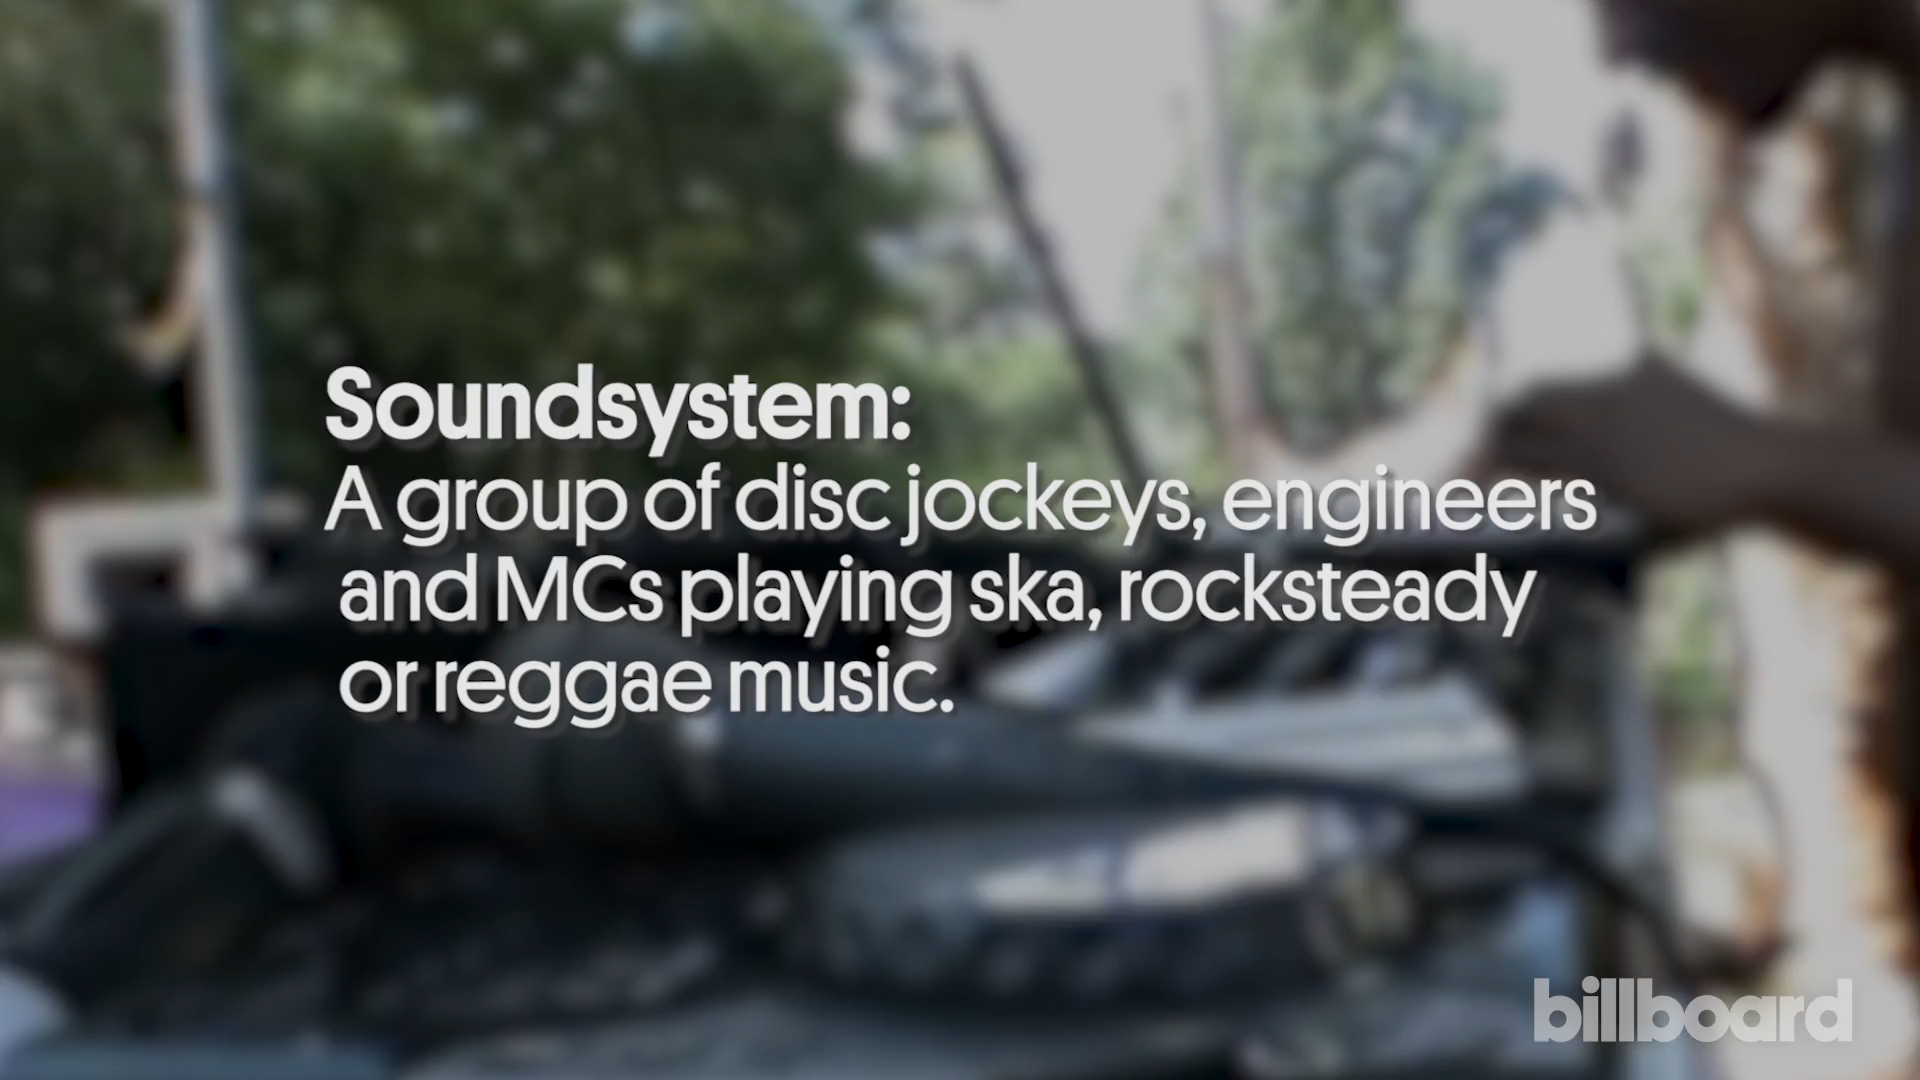 Soundsystem:
A group of disc jockeys, engineers
and MCs playing ska, rocksteady
or reggae music.
billboard